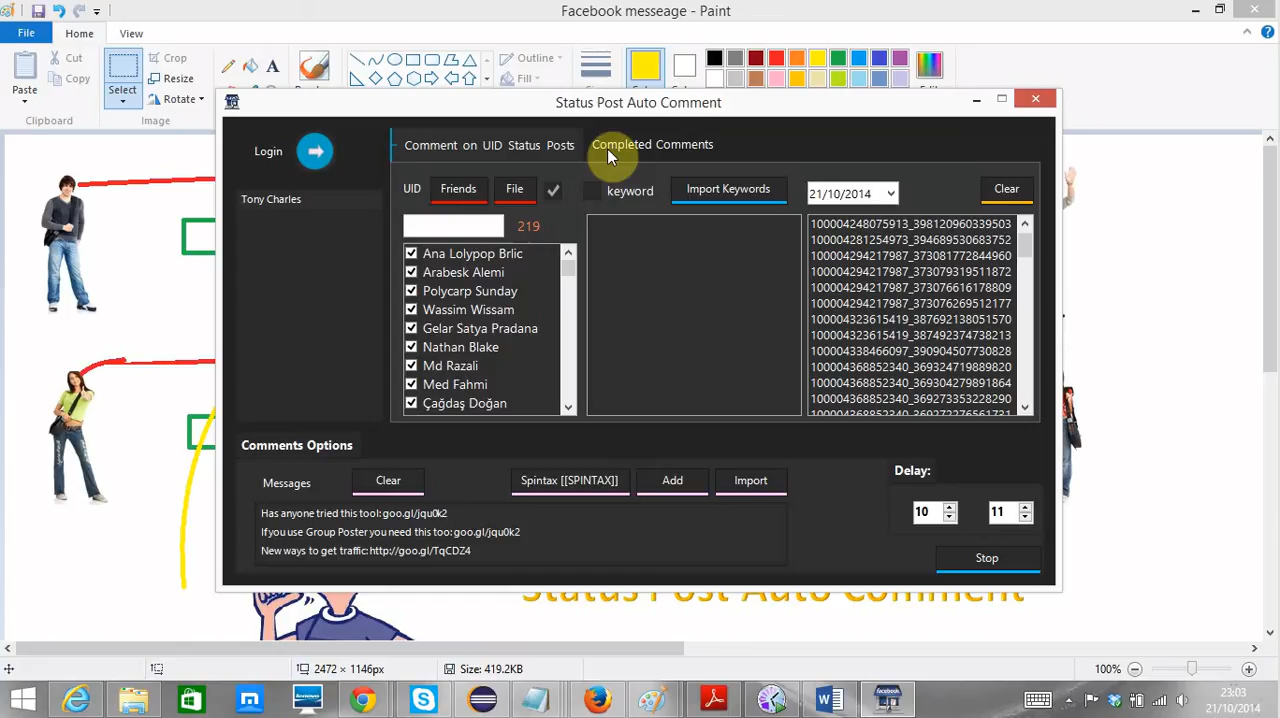 Facebook messeage - Paint
File
Home
View
Paste
Cut
Copy
Clipboard
Select
Crop
Resize
Rotate
Image
Outline
Fill
Status Post Auto Comment
Login
Comment on UID Status Posts
Completed Comments
UID
Friends
File
keyword
Import Keywords
21/10/2014
Clear
Tony Charles
219
Ana Lolypop Brlic
Arabesk Alemi
Polycarp Sunday
Wassim Wissam
Gelar Satya Pradana
Nathan Blake
Md Razali
Med Fahmi
Çağdaş Doğan
100004248075913_398120960339503
100004281254973_394689530683752
100004294217987_373081772844960
100004294217987_373079319511872
100004294217987_373076616178809
100004294217987_373076269512177
100004323615419_387692138051570
100004323615419_387492374738213
100004338466097_390904507730828
100004368852340_369324719889820
100004368852340_369304279891864
100004368852340_369273353228290
100004368852340_369272276561731
Comments Options
Messages
Clear
Spintax [[SPINTAX]]
Add
Import
Delay:
10
11
Has anyone tried this tool: goo.gl/jqu0k2
If you use Group Poster you need this too: goo.gl/jqu0k2
New ways to get traffic: http://goo.gl/TqCDZ4
Stop
Status Post Auto Comment
2472 × 1146px
Size: 419.2KB
100%
23:03
21/10/2014